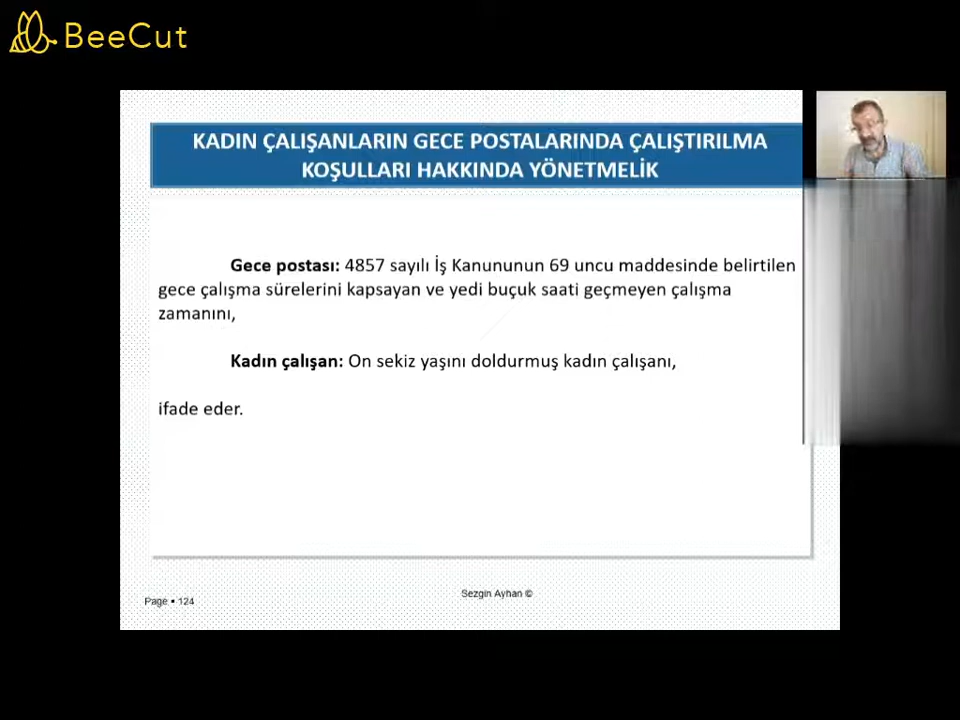 BeeCut
KADIN ÇALIŞANLARIN GECE POSTALARINDA ÇALIŞTIRILMA
KOŞULLARI HAKKINDA YÖNETMELİK
Gece postası: 4857 sayılı İş Kanununun 69 uncu maddesinde belirtilen
gece çalışma sürelerini kapsayan ve yedi buçuk saati geçmeyen çalışma
zamanını,
Kadın çalışan: On sekiz yaşını doldurmuş kadın çalışanı,
ifade eder.
Sezgin Ayhan ©
Page ▪ 124